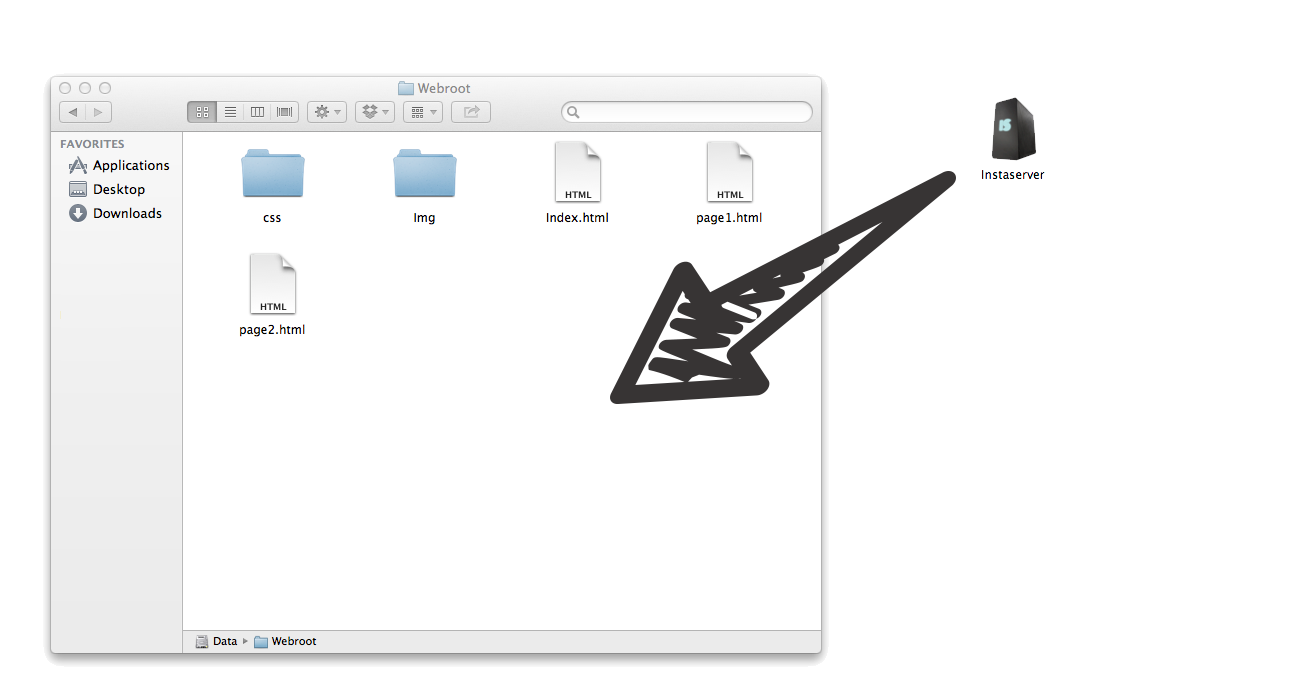 Webroot
FAVORITES
Applications
Desktop
Downloads
css
Img
Index.html
page1.html
HTML
HTML
HTML
page2.html
IS
Instaserver
Data
Webroot